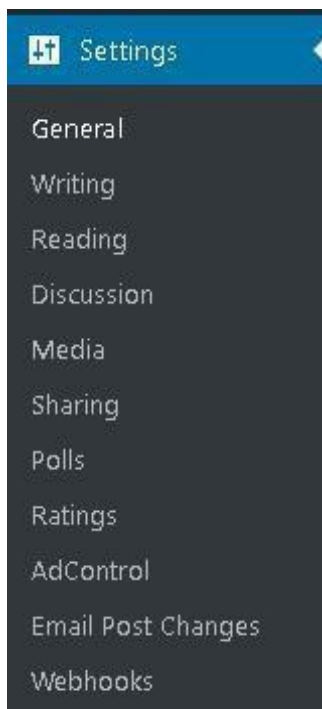 Settings
General
Writing
Reading
Discussion
Media
Sharing
Polls
Ratings
AdControl
Email Post Changes
Webhooks